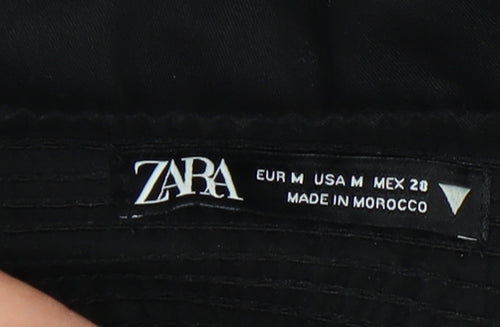 ZARA
EUR M USA M MEX 28
MADE IN MOROCCO